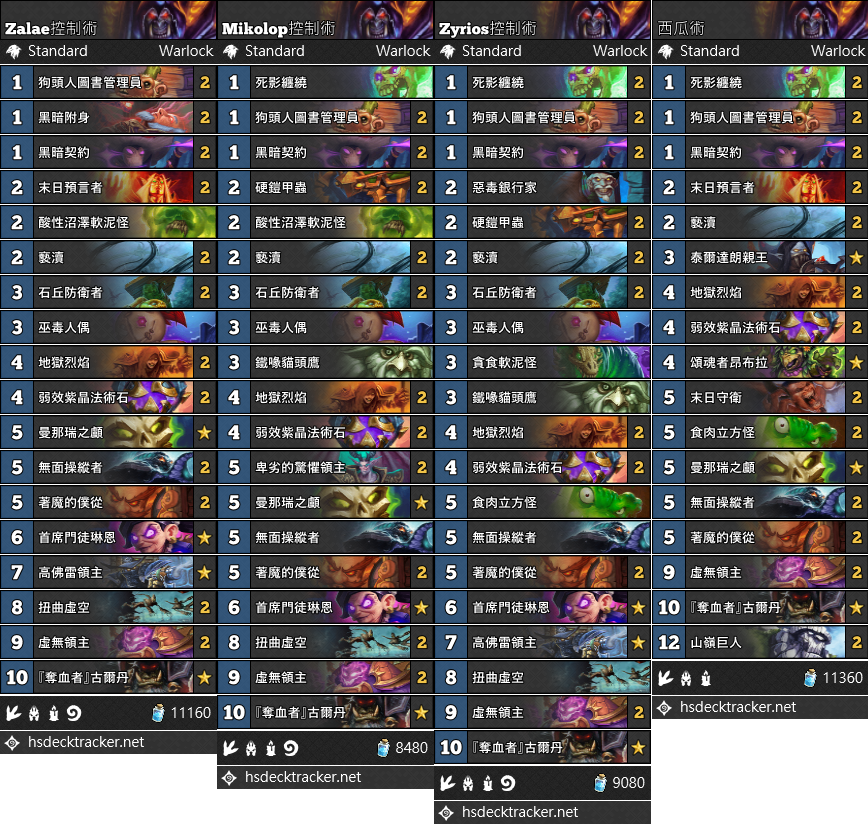 Zalae控制術
Standard Warlock
1 狗頭人圖書管理員 2
1 黑暗附身 2
1 黑暗契約 2
2 末日預言者 2
2 酸性沼澤軟泥怪
2 褻瀆 2
3 石丘防衛者 2
3 巫毒人偶
4 地獄烈焰 2
4 弱效紫晶法術石 2
5 曼那瑞之顱
5 無面操縱者 2
5 著魔的僕從 2
6 首席門徒琳恩
7 高佛雷領主
8 扭曲虛空 2
9 虛無領主 2
10 『奪血者』古爾丹
11160
hsdecktracker.net
Mikolop控制術
Standard Warlock
1 死影纏繞
1 狗頭人圖書管理員 2
1 黑暗契約 2
2 硬鎧甲蟲 2
2 酸性沼澤軟泥怪 2
2 褻瀆 2
3 石丘防衛者 2
3 巫毒人偶
3 鐵喙貓頭鷹
4 地獄烈焰 2
4 弱效紫晶法術石 2
5 卑劣的驚懼領主 2
5 曼那瑞之顱
5 無面操縱者
5 著魔的僕從 2
6 首席門徒琳恩
8 扭曲虛空 2
9 虛無領主 2
10 『奪血者』古爾丹
8480
hsdecktracker.net
Zyrios控制術
Standard Warlock
1 死影纏繞 2
1 狗頭人圖書管理員 2
1 黑暗契約 2
2 惡毒銀行家
2 硬鎧甲蟲 2
2 褻瀆 2
3 石丘防衛者 2
3 巫毒人偶
3 貪食軟泥怪
3 鐵喙貓頭鷹
4 地獄烈焰 2
4 弱效紫晶法術石 2
5 食肉立方怪
5 無面操縱者
5 著魔的僕從 2
6 首席門徒琳恩
7 高佛雷領主
8 扭曲虛空
9 虛無領主 2
10 『奪血者』古爾丹
9080
hsdecktracker.net
西瓜術
Standard Warlock
1 死影纏繞 2
1 狗頭人圖書管理員 2
1 黑暗契約 2
2 末日預言者 2
2 褻瀆 2
3 泰爾達朗親王
4 地獄烈焰 2
4 弱效紫晶法術石 2
4 頌魂者昂布拉
5 末日守衛 2
5 食肉立方怪 2
5 曼那瑞之顱
5 無面操縱者 2
5 著魔的僕從 2
9 虛無領主 2
10 『奪血者』古爾丹
12 山嶺巨人 2
11360
hsdecktracker.net